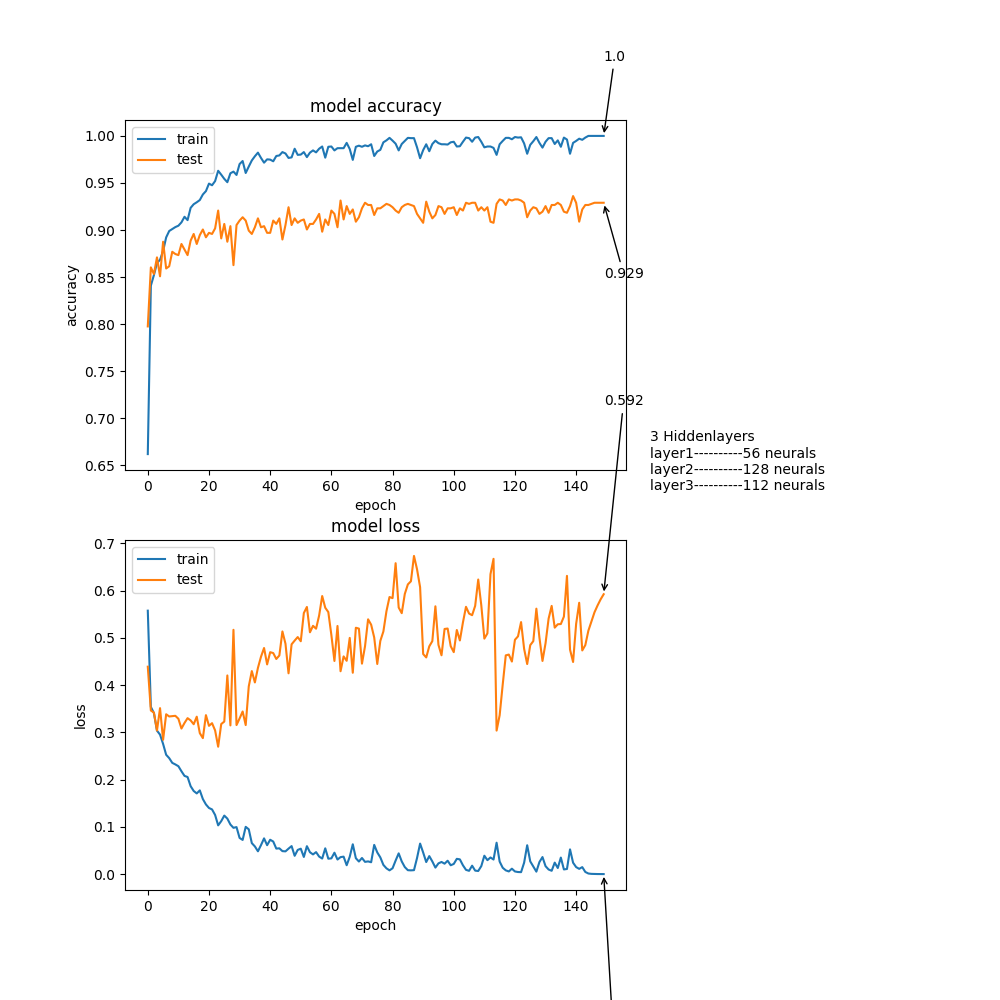 1.0
model accuracy
train
test
1.00
0.95
0.90
0.85
0.80
0.75
0.70
0.65
accuracy
0.929
0.592
0 20 40 60 80 100 120 140
epoch
3 Hiddenlayers
layer1----------56 neurals
layer2----------128 neurals
layer3----------112 neurals
model loss
train
test
0.7
0.6
0.5
0.4
0.3
0.2
0.1
0.0
loss
0 20 40 60 80 100 120 140
epoch